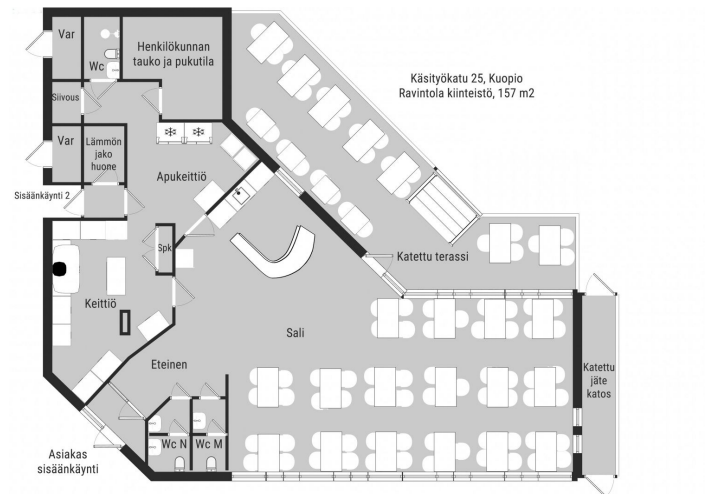 Var
Wc
Henkilökunnan
tauko ja pukutila
Käsityökatu 25, Kuopio
Ravintola kiinteistö, 157 m2
Siivous
Var
Lämmön
jako
huone
Apukeittiö
Sisäänkäynti 2
Spk
Katettu terassi
Keittiö
Sali
Eteinen
Katettu
jäte
katos
Wc N
Wc M
Asiakas
sisäänkäynti